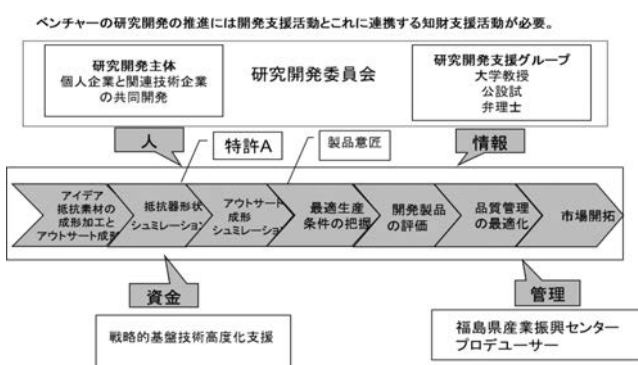 ベンチャーの研究開発の推進には開発支援活動とこれに連携する知財支援活動が必要。
研究開発主体
個人企業と関連技術企業
の共同開発
研究開発委員会
研究開発支援グループ
大学教授
公設試
弁理士
人
特許A
製品意匠
情報
アイデア
抵抗素材の
成形加工と
アウトサート成形
抵抗器形状
シュミレーション
アウトサート
成形
シュミレーション
最適生産
条件の把握
開発製品
の評価
品質管理
の最適化
市場開拓
資金
管理
戦略的基盤技術高度化支援
福島県産業振興センター
プロデューサー